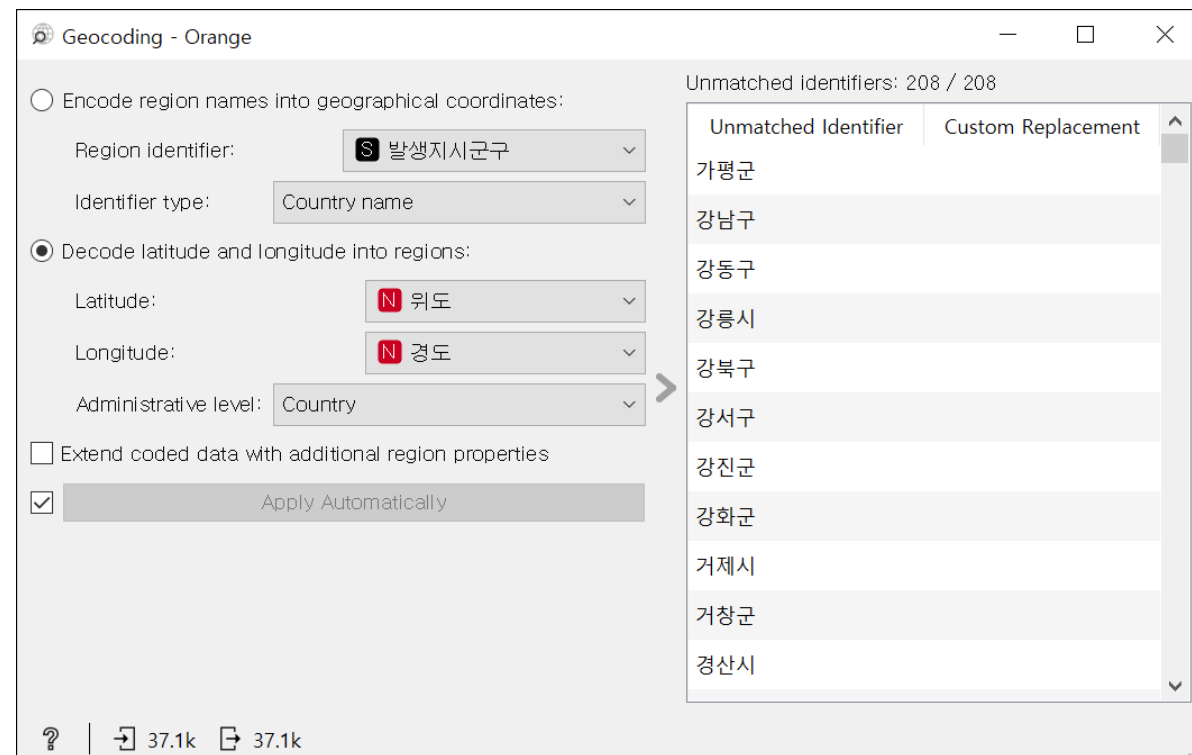 Geocoding - Orange
Encode region names into geographical coordinates:
Region identifier:
S 발생지시군구
Identifier type:
Country name
Decode latitude and longitude into regions:
Latitude:
N 위도
Longitude:
N 경도
Administrative level:
Country
Extend coded data with additional region properties
Apply Automatically
? 37.1k 37.1k
Unmatched identifiers: 208 / 208
Unmatched Identifier Custom Replacement
가평군
강남구
강동구
강릉시
강북구
강서구
강진군
강화군
거제시
거창군
경산시